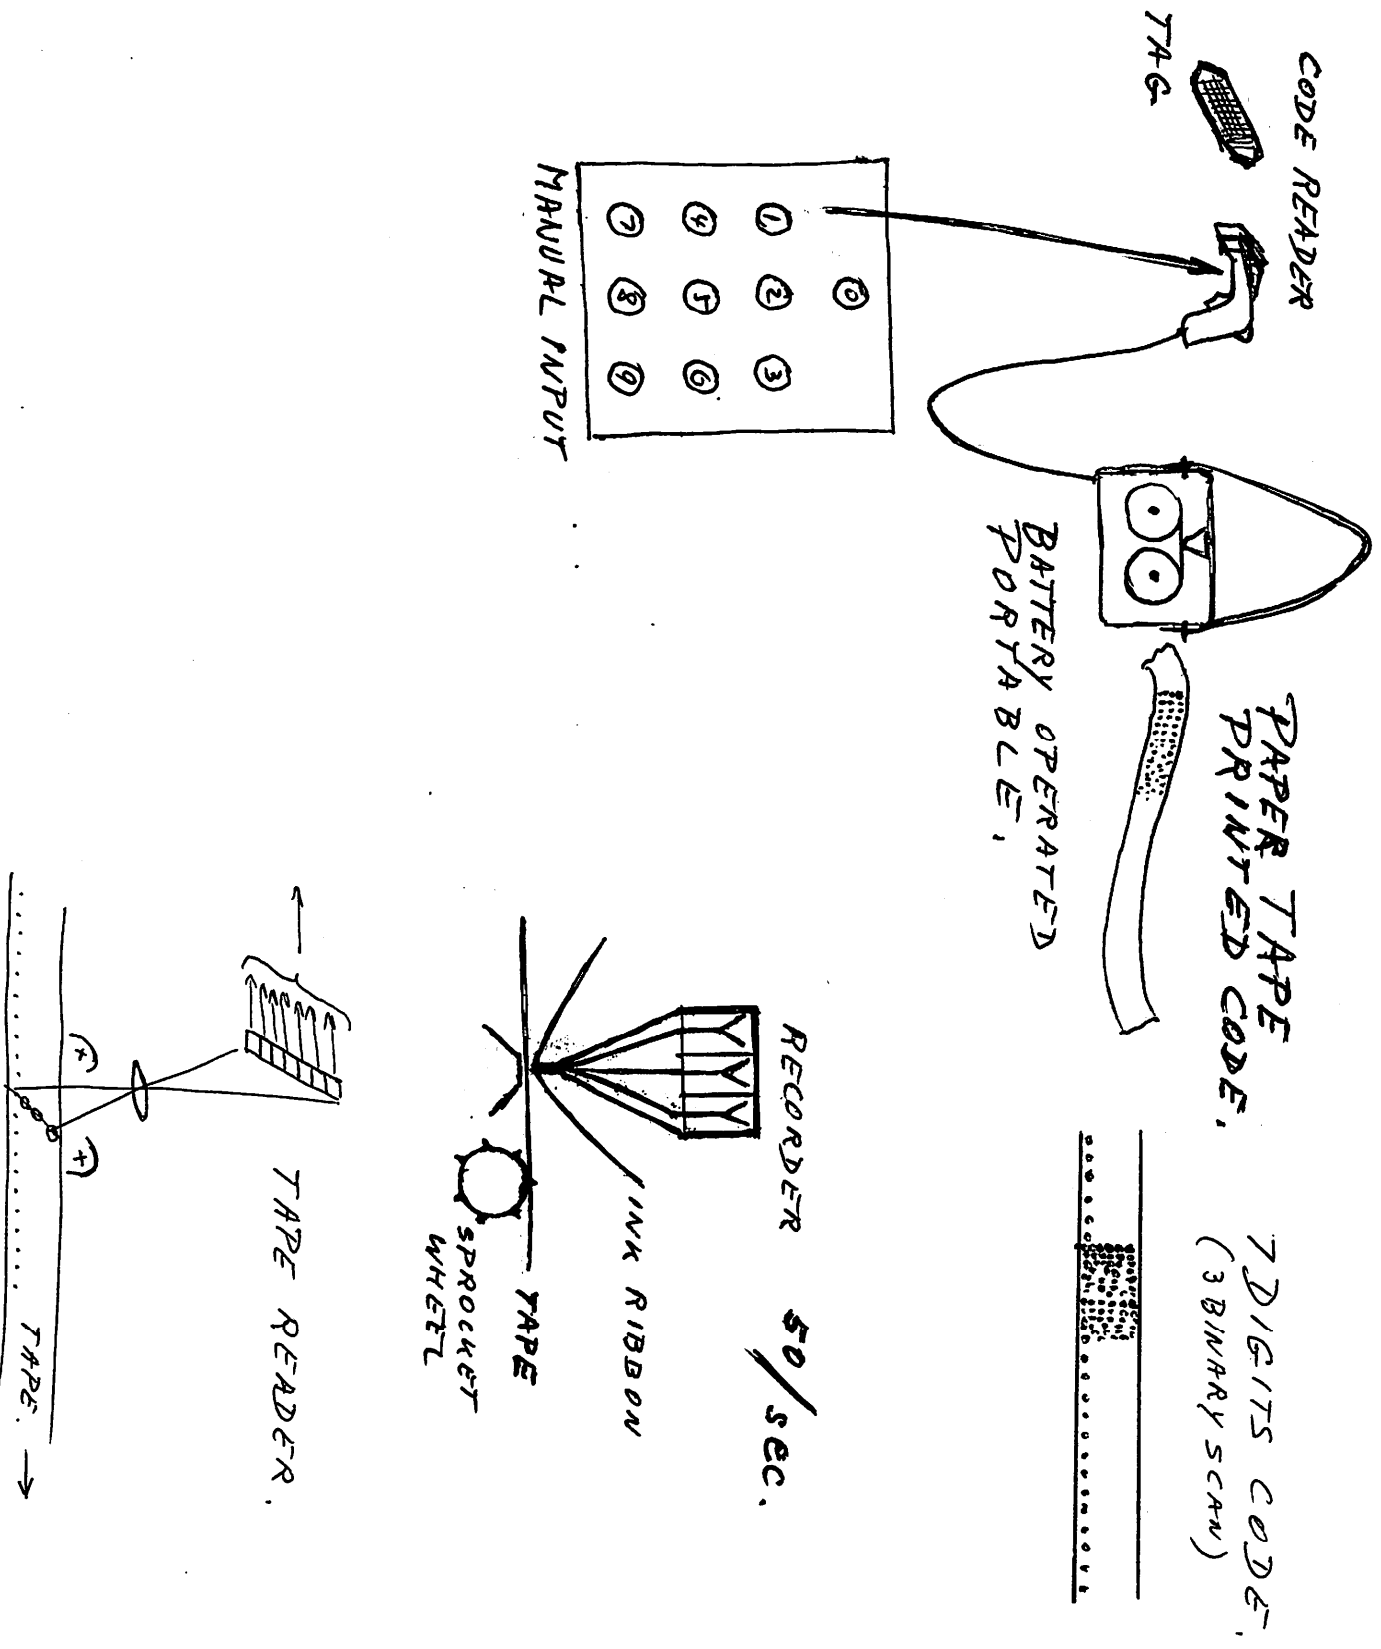 CODE READER
TAG
PAPER TAPE
PRINTED CODE.
7 DIGITS CODE.
(3 BINARY SCAN)
BATTERY OPERATED
PORTABLE.
0
1 2 3
4 5 6
7 8 9
MANUAL INPUT
RECORDER 50/sec.
INK RIBBON
TAPE
SPROCKET
WHEEL
TAPE READER.
(+) (+)
TAPE.